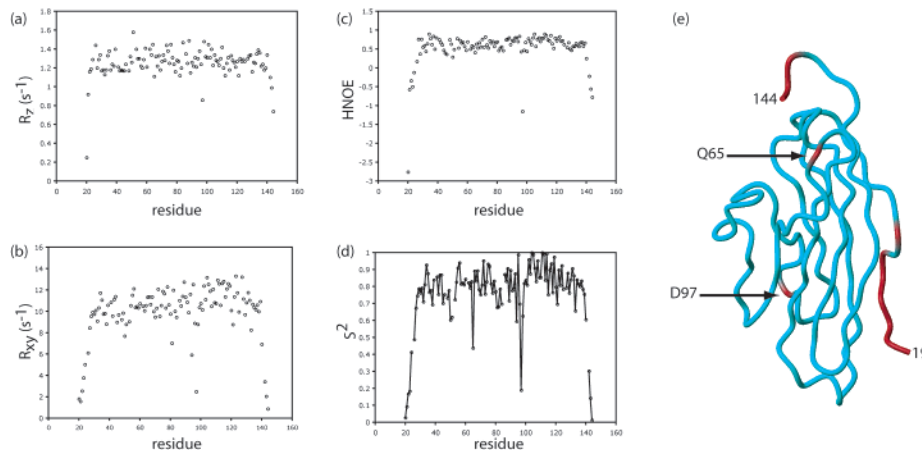 (a)
R_z (s⁻¹)
1.8
1.6
1.4
1.2
1
0.8
0.6
0.4
0.2
0
0 20 40 60 80 100 120 140 160
residue
(c)
HNOE
1.5
1
0.5
0
-0.5
-1
-1.5
-2
-2.5
-3
0 20 40 60 80 100 120 140 160
residue
(e)
144
Q65
D97
19
(b)
R_xy (s⁻¹)
16
14
12
10
8
6
4
2
0
0 20 40 60 80 100 120 140 160
residue
(d)
S²
1
0.9
0.8
0.7
0.6
0.5
0.4
0.3
0.2
0.1
0
0 20 40 60 80 100 120 140 160
residue